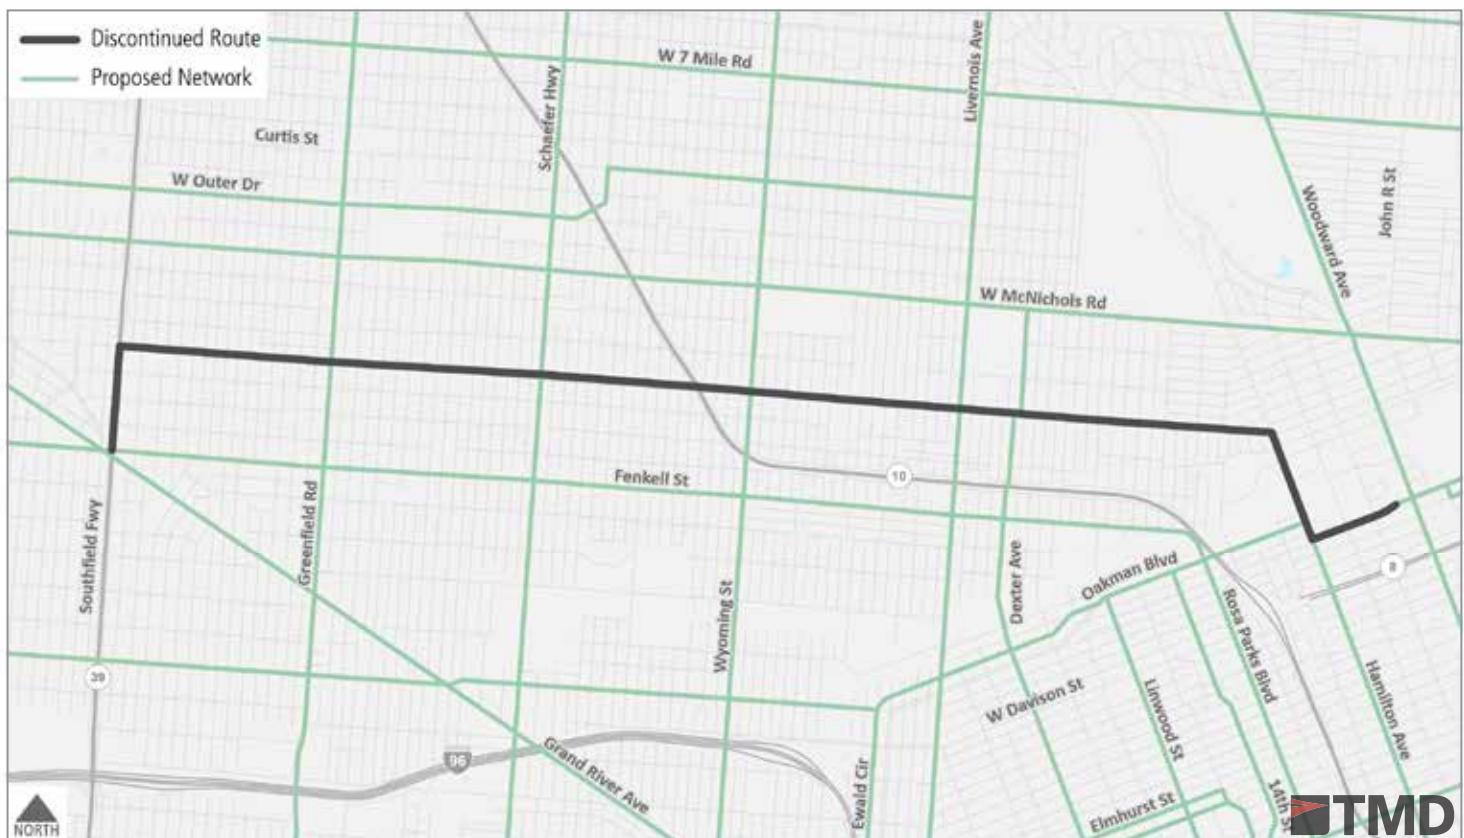 Discontinued Route
Proposed Network
W 7 Mile Rd
Livernois Ave
Schaefer Hwy
Curtis St
W Outer Dr
John R St
Woodward Ave
W McNichols Rd
Fenkell St
10
Southfield Fwy
Greenfield Rd
Dexter Ave
Oakman Blvd
8
Wyoming St
Rosa Parks Blvd
39
W Davison St
Linwood St
Hamilton Ave
96
Grand River Ave
Ewald Cir
Elmhurst St
14th St
NORTH
TMD